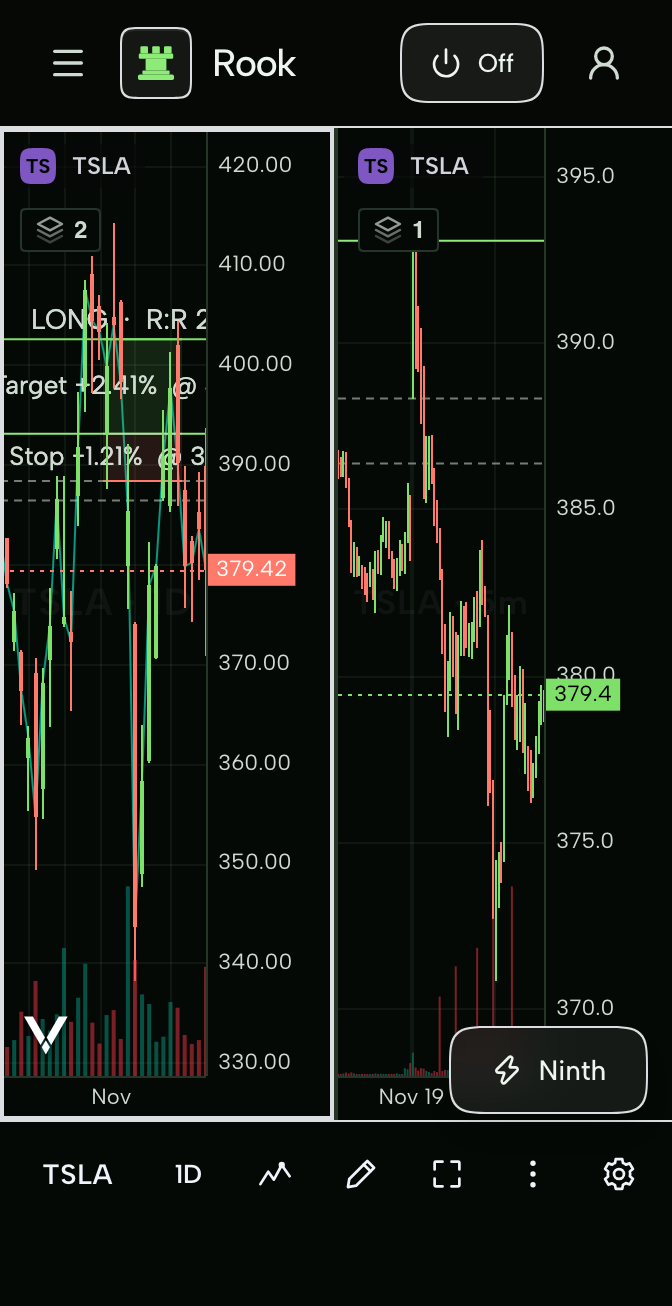 Rook
Off
TS TSLA
2
420.00
410.00
LONG · R:R 2
400.00
Target +2.41% @
Stop -1.21% @ 3
390.00
379.42
370.00
360.00
350.00
340.00
330.00
Nov
TS TSLA
1
395.0
390.0
385.0
380.0
379.4
375.0
370.0
Nov 19
Ninth
TSLA 1D